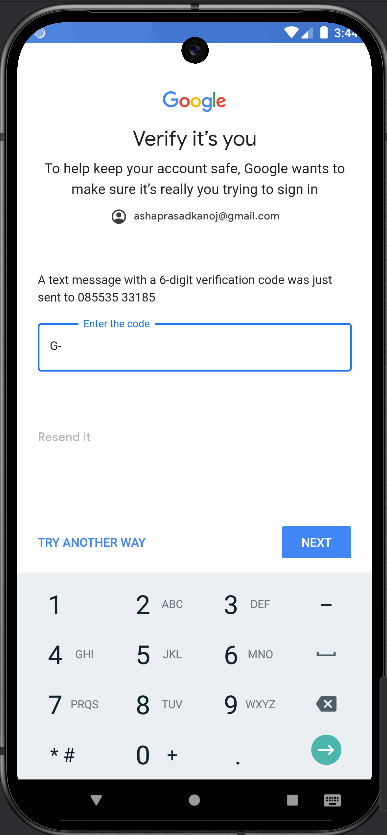 3:44
Google
Verify it's you
To help keep your account safe, Google wants to
make sure it's really you trying to sign in
ashaprasadkanoj@gmail.com
A text message with a 6-digit verification code was just
sent to 085535 33185
Enter the code
G-
Resend it
TRY ANOTHER WAY
NEXT
1 2 ABC 3 DEF –
4 GHI 5 JKL 6 MNO
7 PRQS 8 TUV 9 WXYZ
* # 0 + .